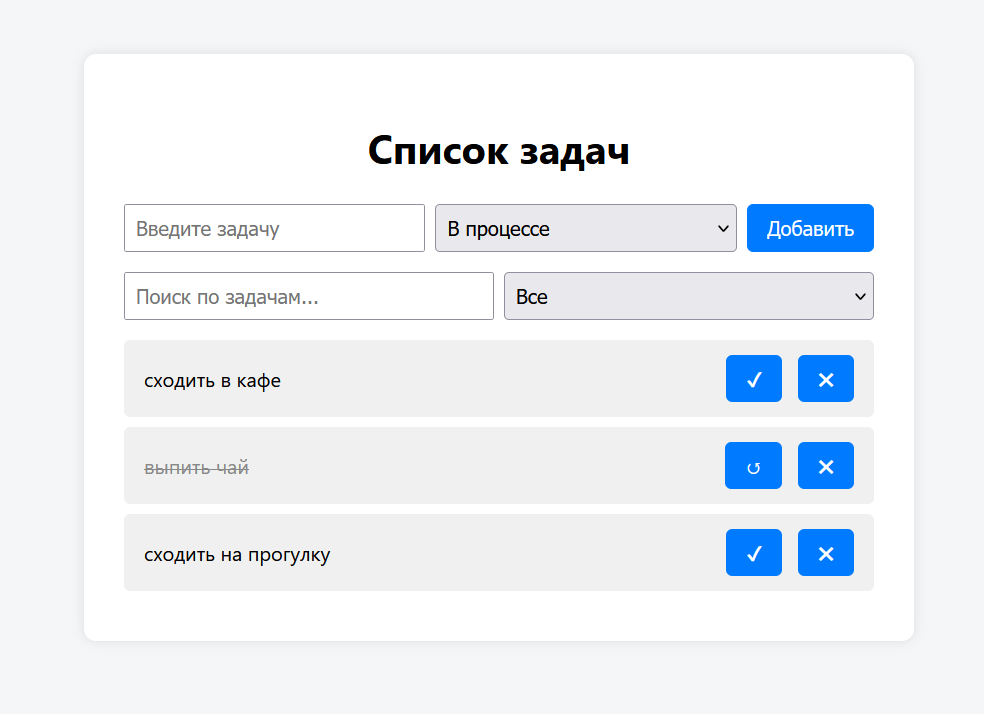 Список задач
Введите задачу В процессе Добавить
Поиск по задачам... Все
сходить в кафе
выпить чай
сходить на прогулку